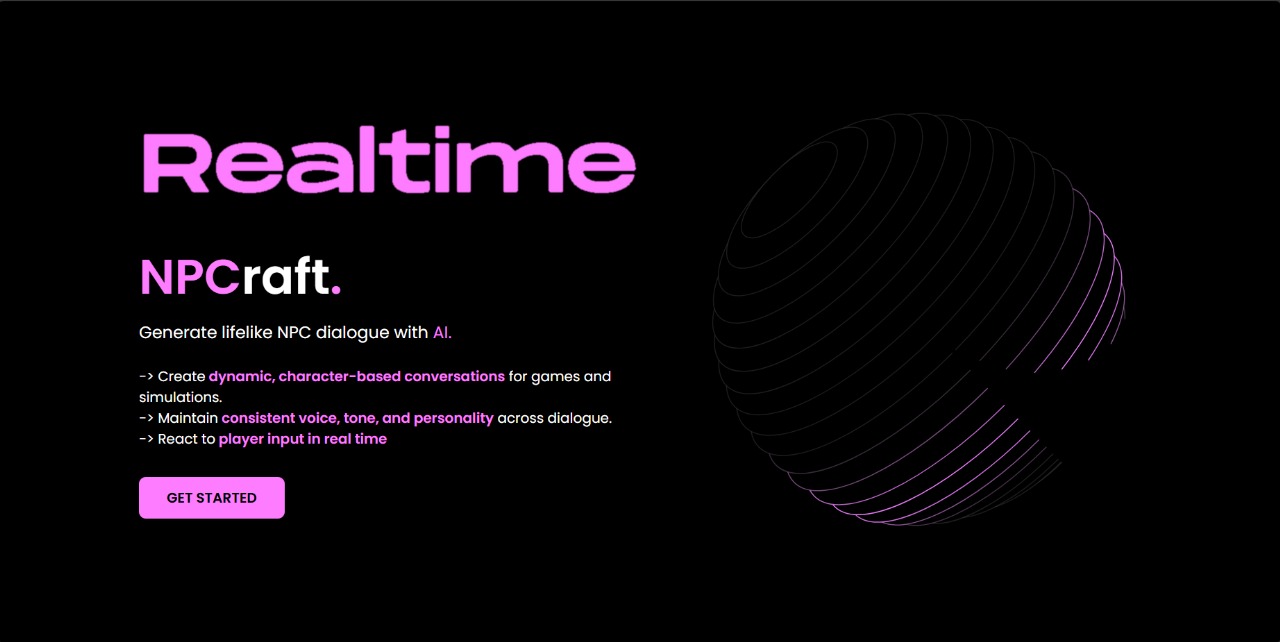 Realtime
NPCraft.
Generate lifelike NPC dialogue with AI.
-> Create dynamic, character-based conversations for games and
simulations.
-> Maintain consistent voice, tone, and personality across dialogue.
-> React to player input in real time
GET STARTED